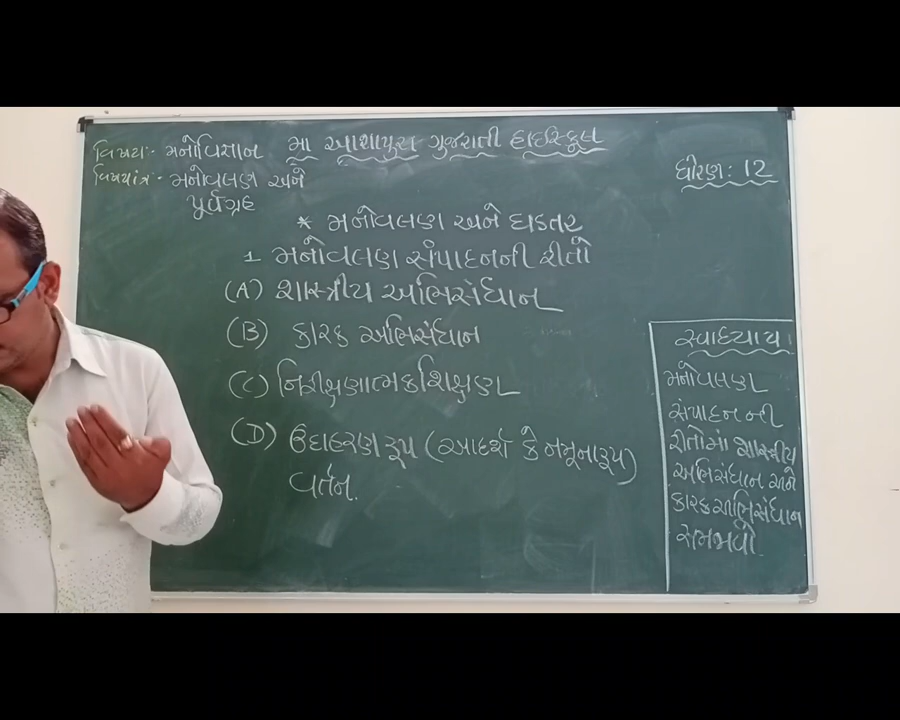 મા આશાપુરા ગુજરાતી હાઇસ્કૂલ
વિષય:- મનોવિજ્ઞાન
વિષયાંગ:- મનોવલણ અને
પૂર્વગ્રહ
ધોરણ: 12
* મનોવલણ અને ઘડતર
1 મનોવલણ સંપાદનની રીતો
(A) શાસ્ત્રીય અભિસંધાન
(B) કારક અભિસંધાન
(C) નિરીક્ષણાત્મક શિક્ષણ
(D) ઉદાહરણ રૂપ (આદર્શ કે નમૂનારૂપ)
વર્તન.
સ્વાધ્યાય
મનોવલણ
સંપાદનની
રીતોમાં શાસ્ત્રીય
અભિસંધાન અને
કારક અભિસંધાન
સમજાવો.